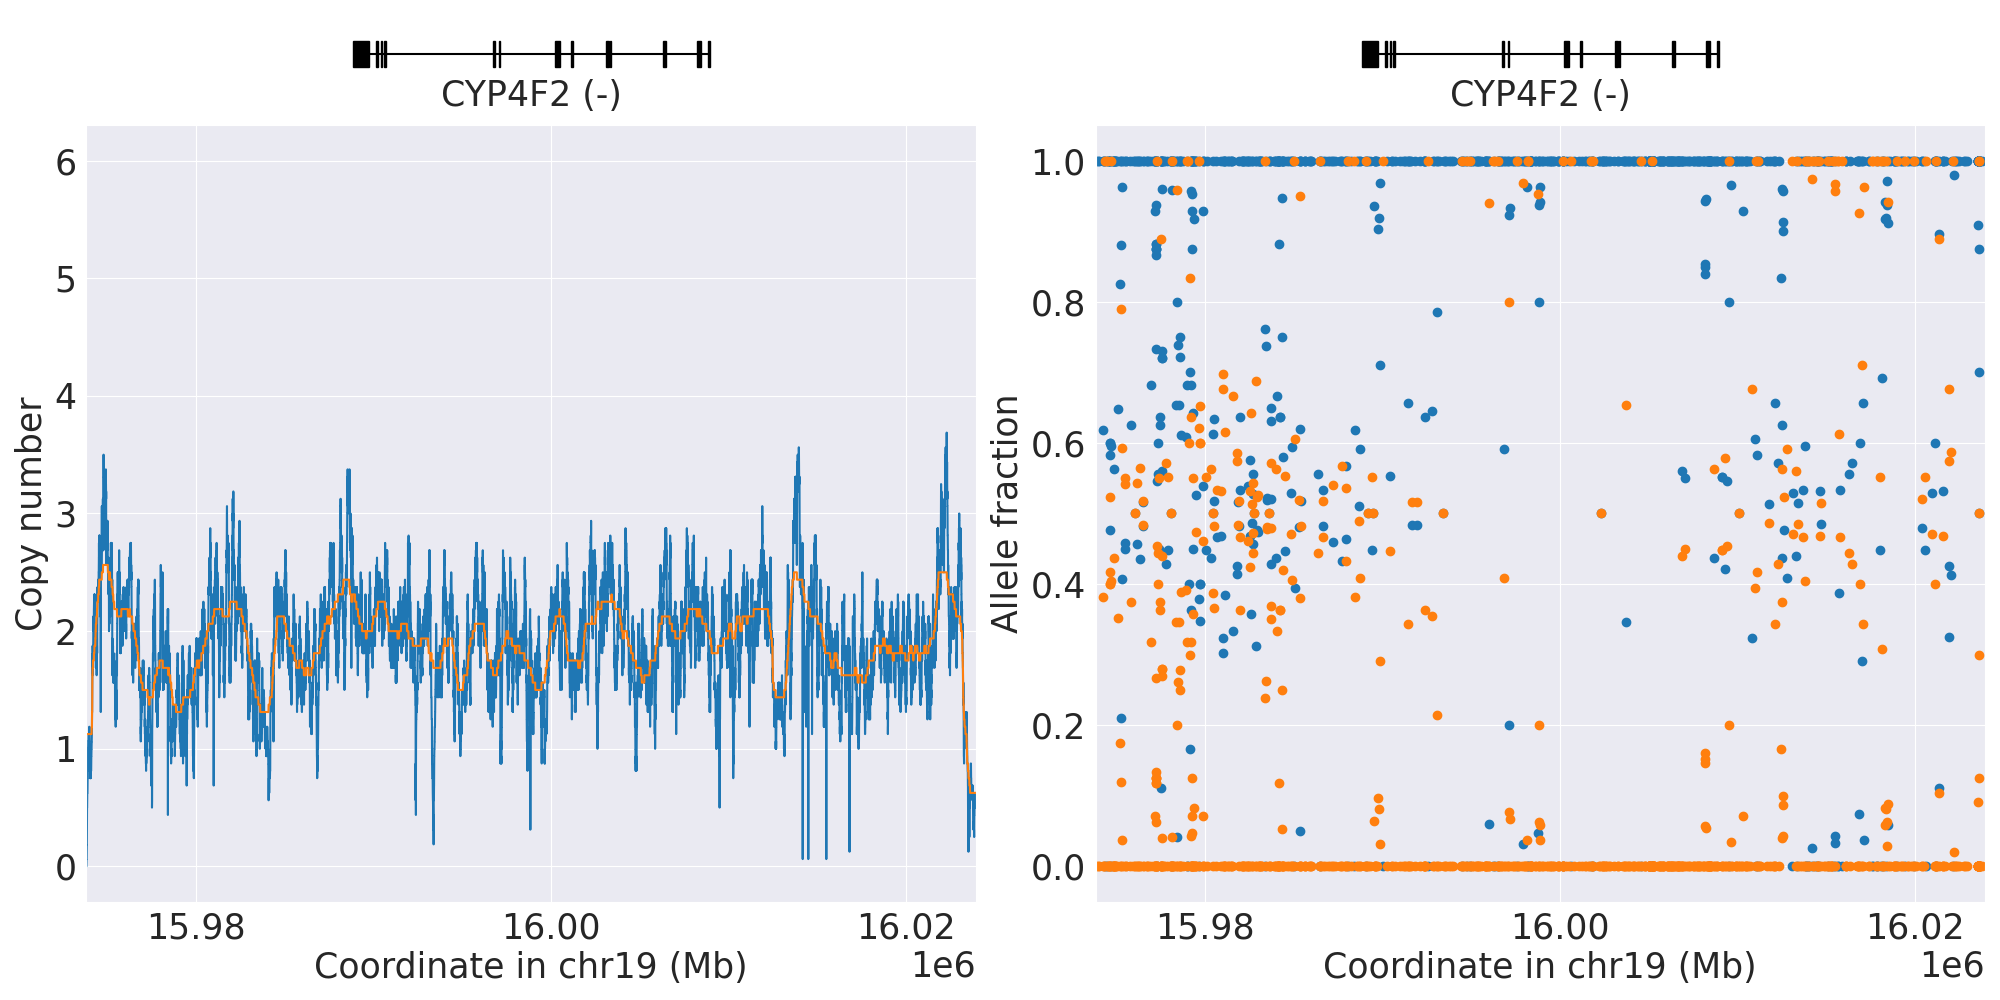 CYP4F2 (-)
6
5
4
3
2
1
0
Copy number
15.98
16.00
16.02
Coordinate in chr19 (Mb)
1e6
CYP4F2 (-)
1.0
0.8
0.6
0.4
0.2
0.0
Allele fraction
15.98
16.00
16.02
Coordinate in chr19 (Mb)
1e6